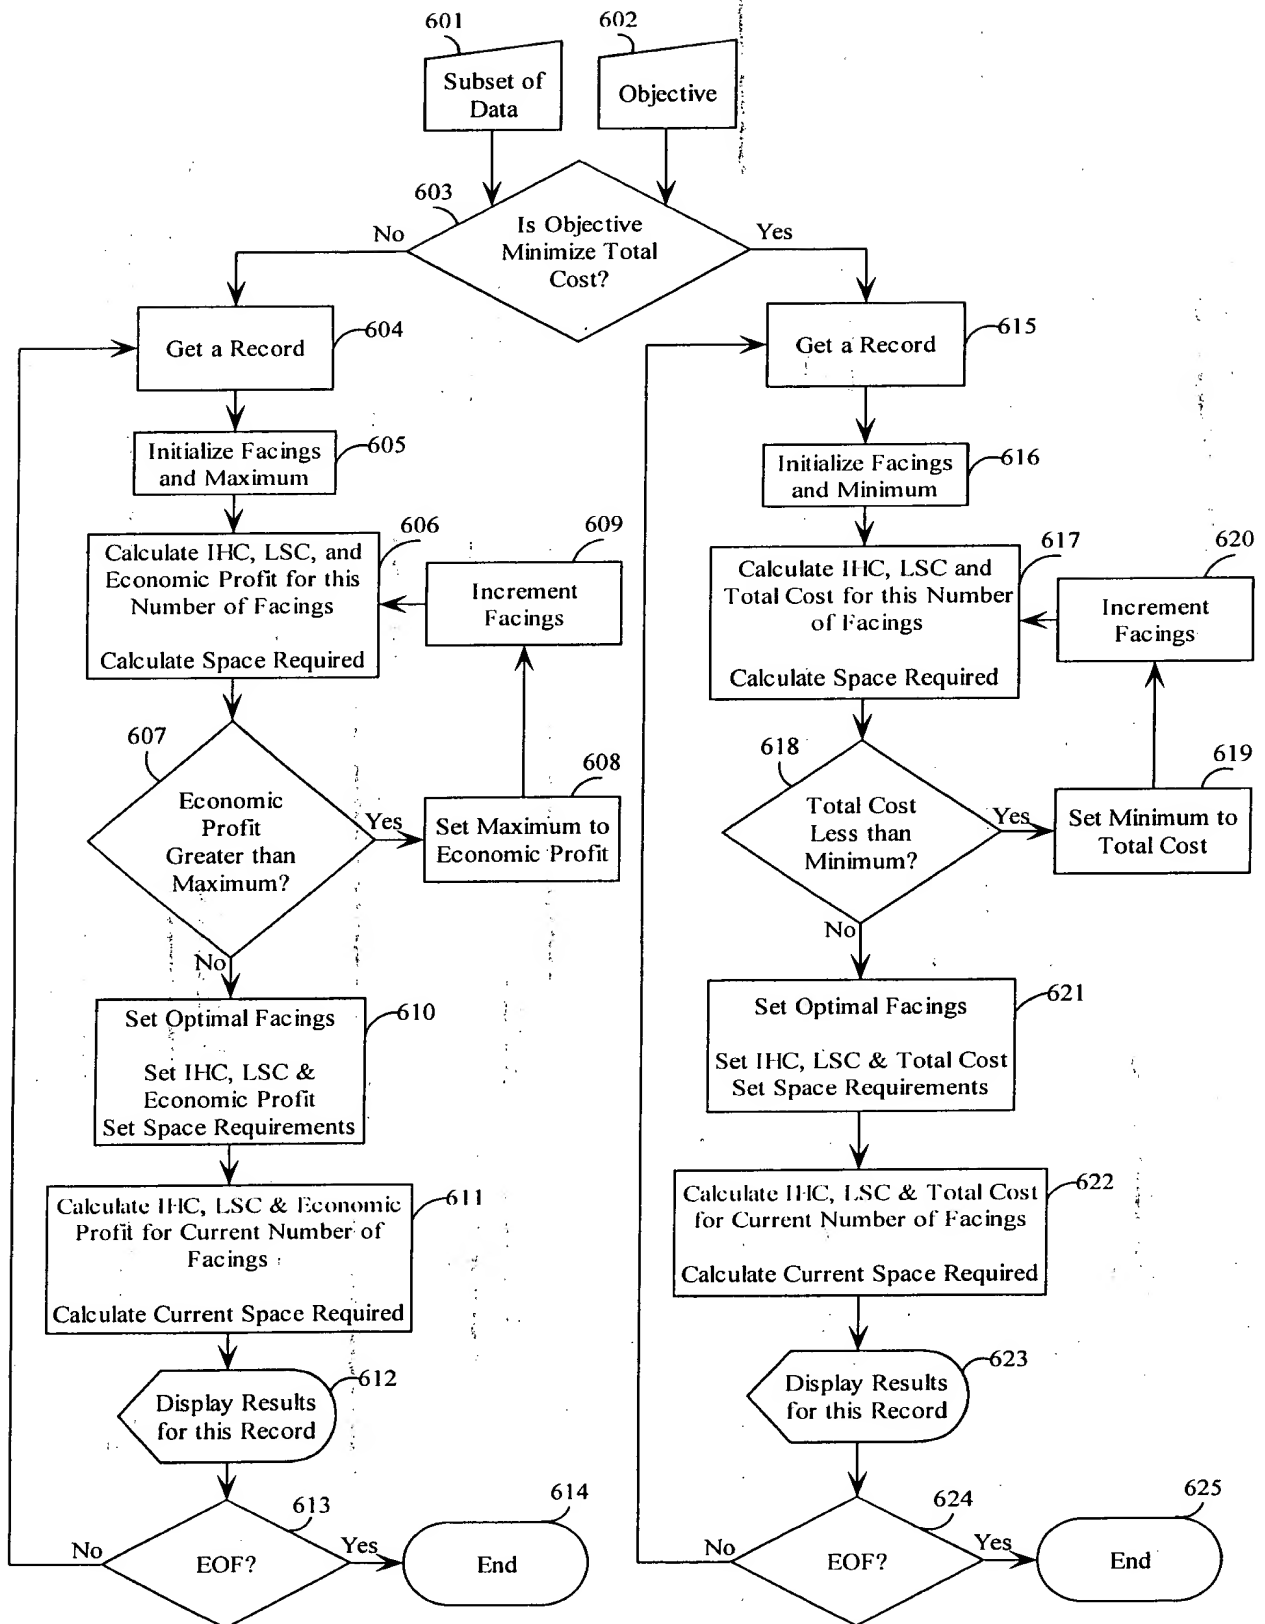 601
602
Subset of
Data
Objective
603
Is Objective
Minimize Total
Cost?
No
Yes
Get a Record
604
Initialize Facings
and Maximum
605
Calculate IHC, LSC, and
Economic Profit for this
Number of Facings
Calculate Space Required
606
609
Increment
Facings
607
Economic
Profit
Greater than
Maximum?
Yes
608
Set Maximum to
Economic Profit
No
Set Optimal Facings
Set IHC, LSC &
Economic Profit
Set Space Requirements
610
Calculate IHC, LSC & Economic
Profit for Current Number of
Facings
Calculate Current Space Required
611
Display Results
for this Record
612
613
EOF?
No
Yes
614
End
Get a Record
615
Initialize Facings
and Minimum
616
Calculate IHC, LSC and
Total Cost for this Number
of Facings
Calculate Space Required
617
620
Increment
Facings
618
Total Cost
Less than
Minimum?
Yes
619
Set Minimum to
Total Cost
No
Set Optimal Facings
Set IHC, LSC & Total Cost
Set Space Requirements
621
Calculate IHC, LSC & Total Cost
for Current Number of Facings
Calculate Current Space Required
622
Display Results
for this Record
623
624
EOF?
No
Yes
625
End